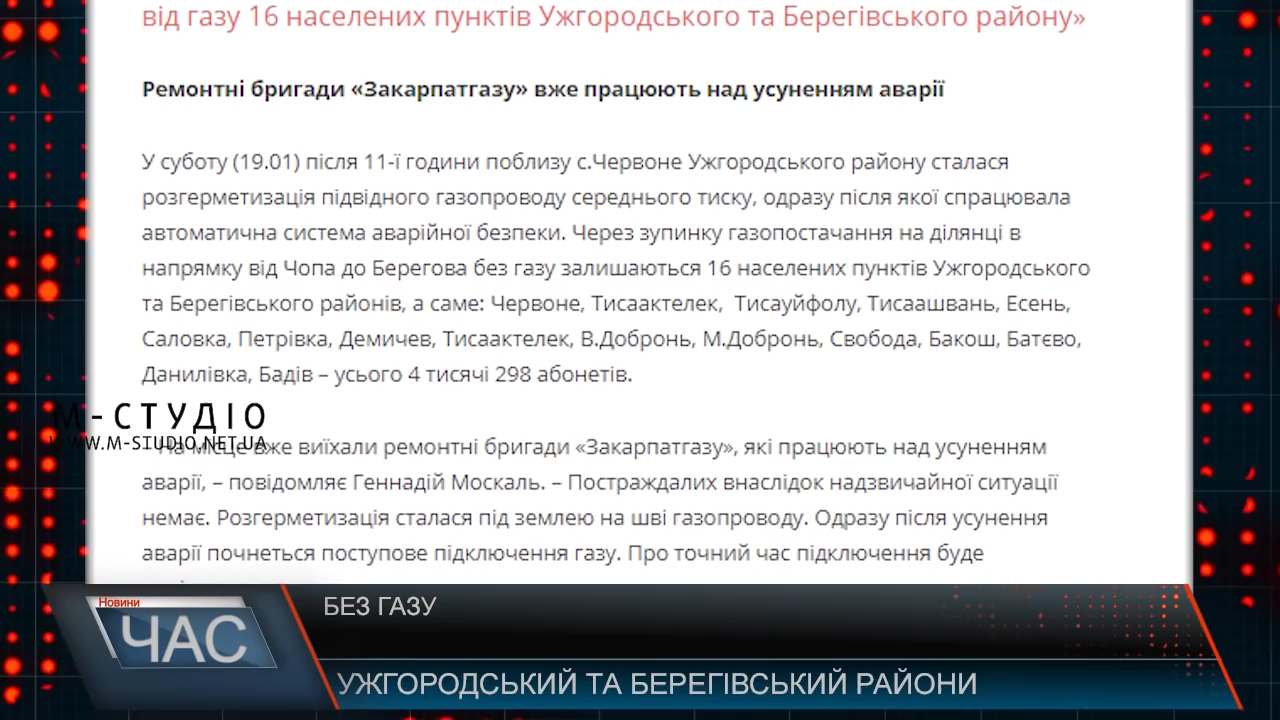 від газу 16 населених пунктів Ужгородського та Берегівського району»
Ремонтні бригади «Закарпатгазу» вже працюють над усуненням аварії
У суботу (19.01) після 11-ї години поблизу с.Червоне Ужгородського району сталася
розгерметизація підвідного газопроводу середнього тиску, одразу після якої спрацювала
автоматична система аварійної безпеки. Через зупинку газопостачання на ділянці в
напрямку від Чопа до Берегова без газу залишаються 16 населених пунктів Ужгородського
та Берегівського районів, а саме: Червоне, Тисаактелек, Тисауйфолу, Тисаашвань, Есень,
Саловка, Петрівка, Демичев, Тисаактелек, В.Добронь, М.Добронь, Свобода, Бакош, Батєво,
Данилівка, Бадів – усього 4 тисячі 298 абонетів.
М-СТУДІО
WWW.M-STUDIO.NET.UA
На місце вже виїхали ремонтні бригади «Закарпатгазу», які працюють над усуненням
аварії, – повідомляє Геннадій Москаль. – Постраждалих внаслідок надзвичайної ситуації
немає. Розгерметизація сталася під землею на шві газопроводу. Одразу після усунення
аварії почнеться поступове підключення газу. Про точний час підключення буде
Новини
ЧАС
БЕЗ ГАЗУ
УЖГОРОДСЬКИЙ ТА БЕРЕГІВСЬКИЙ РАЙОНИ